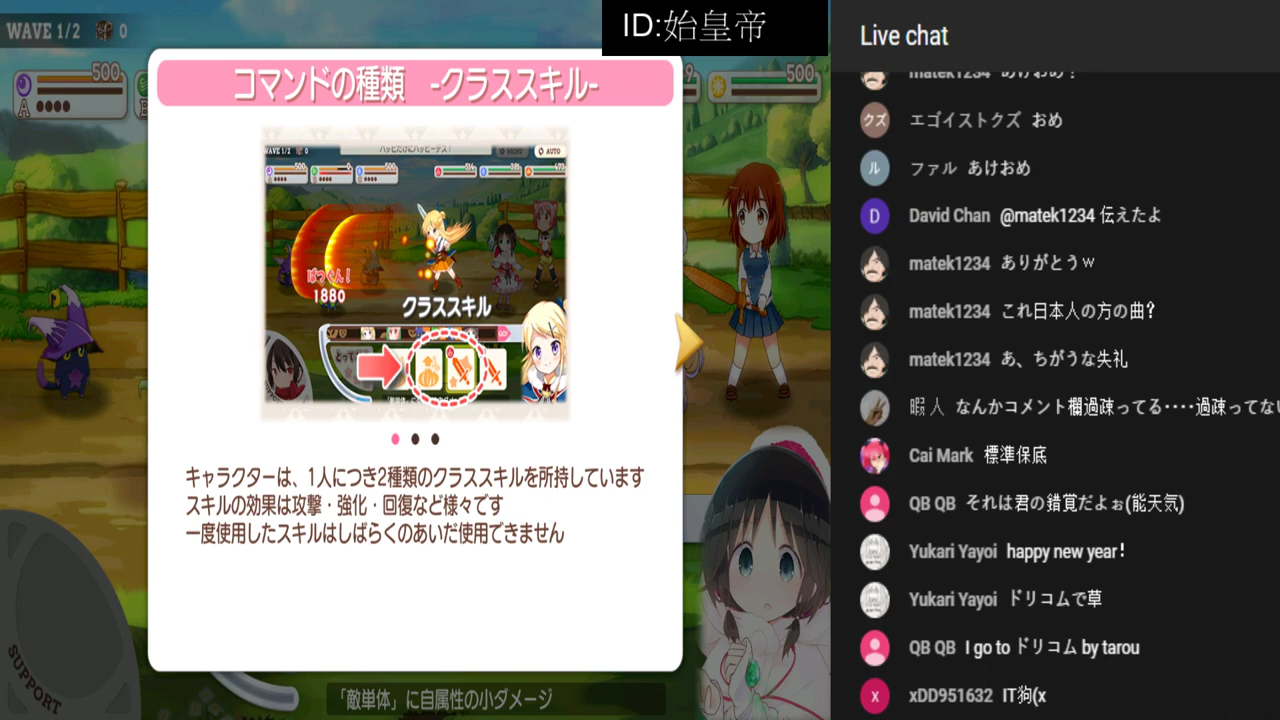 WAVE 1/2 0
ID:始皇帝
500
A
500
コマンドの種類 -クラススキル-
WAVE 1/2 0
AUTO
ばつぐん!
1880
クラススキル
キャラクターは、1人につき2種類のクラススキルを所持しています
スキルの効果は攻撃・強化・回復など様々です
一度使用したスキルはしばらくのあいだ使用できません
SUPPORT
「敵単体」に自属性の小ダメージ
Live chat
matek1234 あけおめ!
クズ エゴイストクズ おめ
ル ファル あけおめ
D David Chan @matek1234 伝えたよ
matek1234 ありがとうw
matek1234 これ日本人の方の曲?
matek1234 あ、ちがうな失礼
暇人 なんかコメント欄過疎ってる・・・・過疎ってない
Cai Mark 標準保底
QB QB それは君の錯覚だよぉ(能天気)
Yukari Yayoi happy new year!
Yukari Yayoi ドリコムで草
QB QB I go to ドリコム by tarou
X xDD951632 IT狗(x